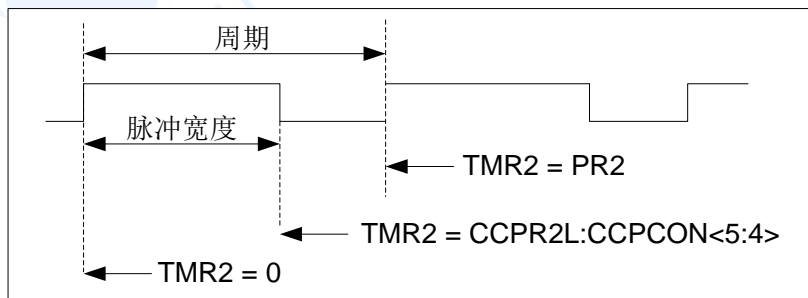 周期
脉冲宽度
TMR2 = PR2
TMR2 = CCPR2L:CCPCON<5:4>
TMR2 = 0